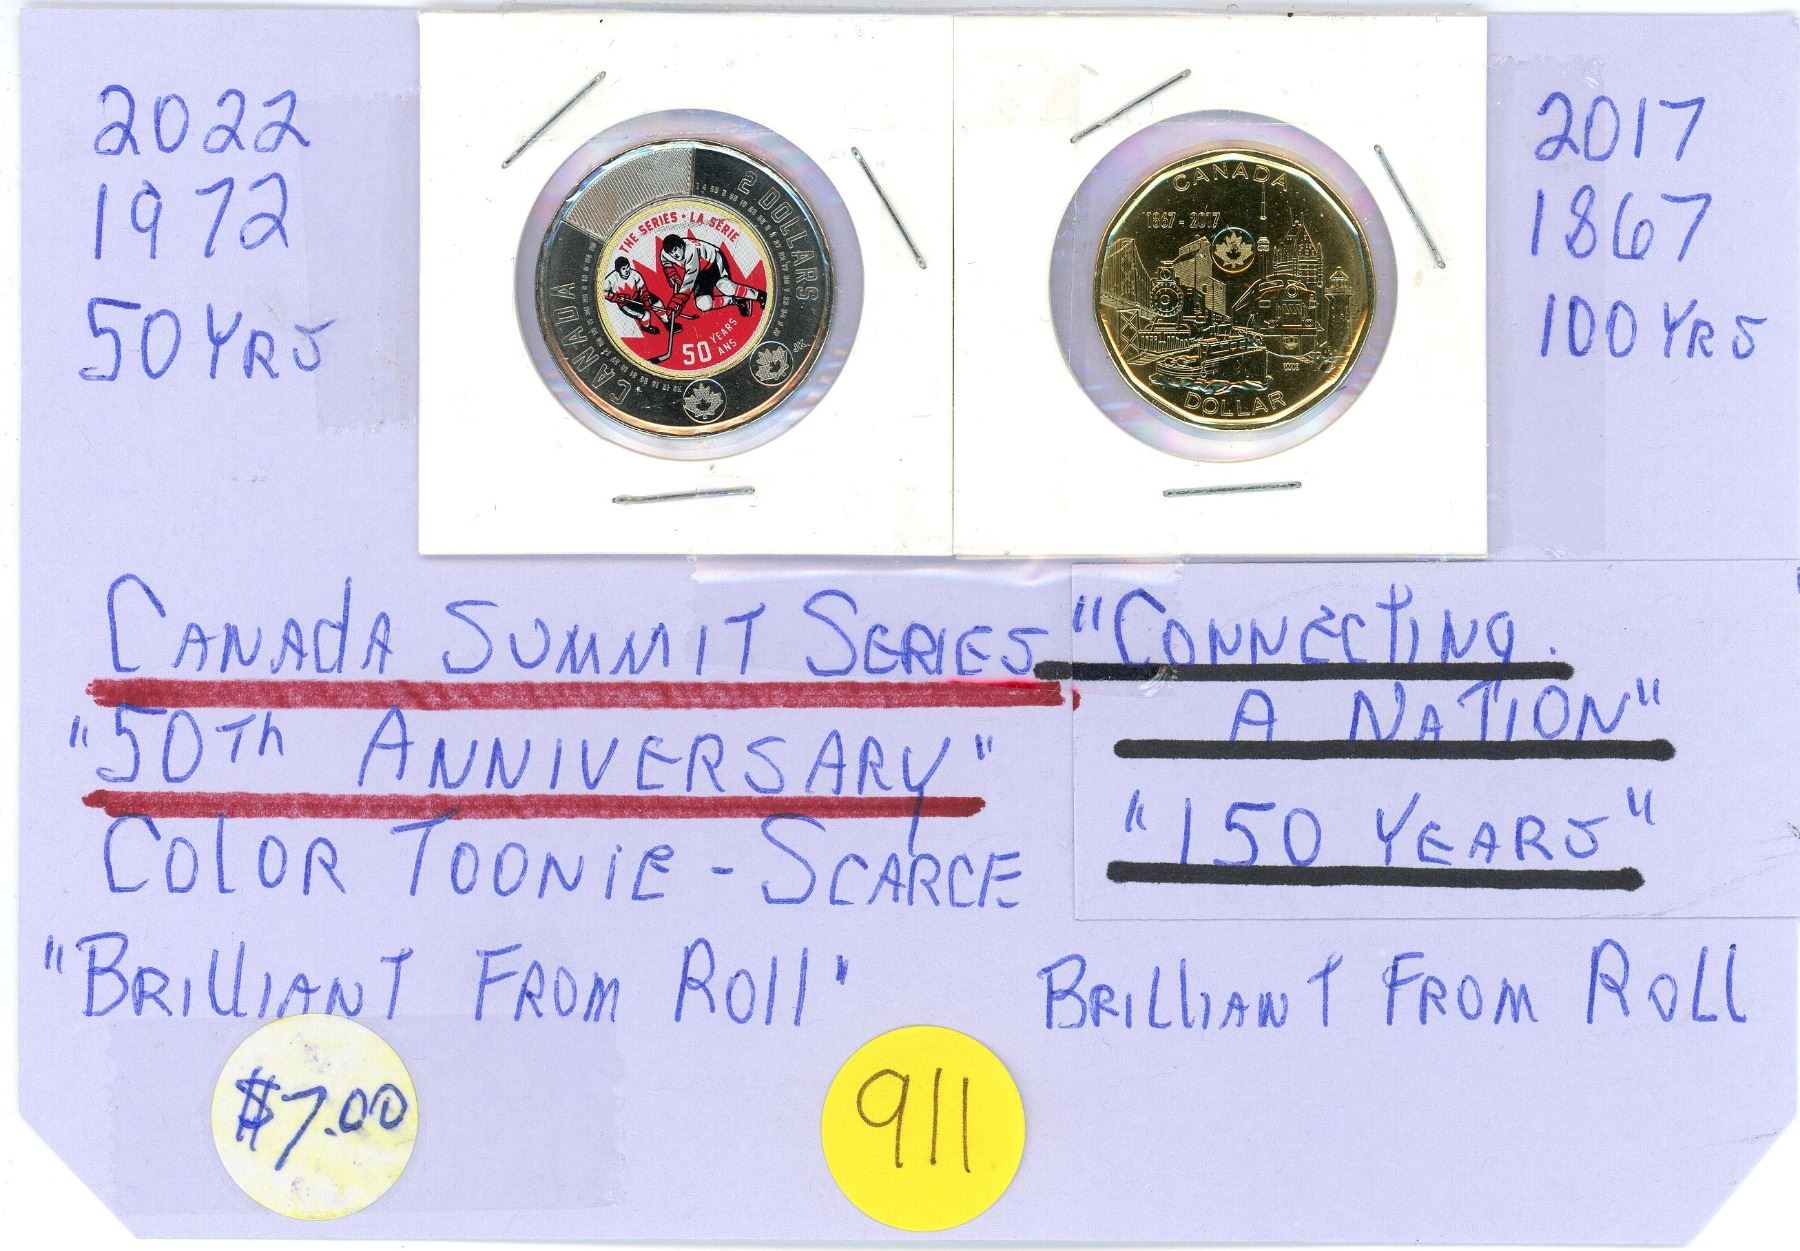 2022
1972
50 YRS
THE SERIES • LA SÉRIE
2 DOLLARS
CANADA
50 YEARS
ANS
CANADA
1867 - 2017
WK
DOLLAR
2017
1867
100 YRS
CANADA SUMMIT SERIES
"50Th ANNIVERSARY"
COLOR TOONIE - SCARCE
"BRILLIANT FROM ROLL"
"CONNECTING
A NATION"
"150 YEARS"
BRILLIANT FROM ROLL
$7.00
911